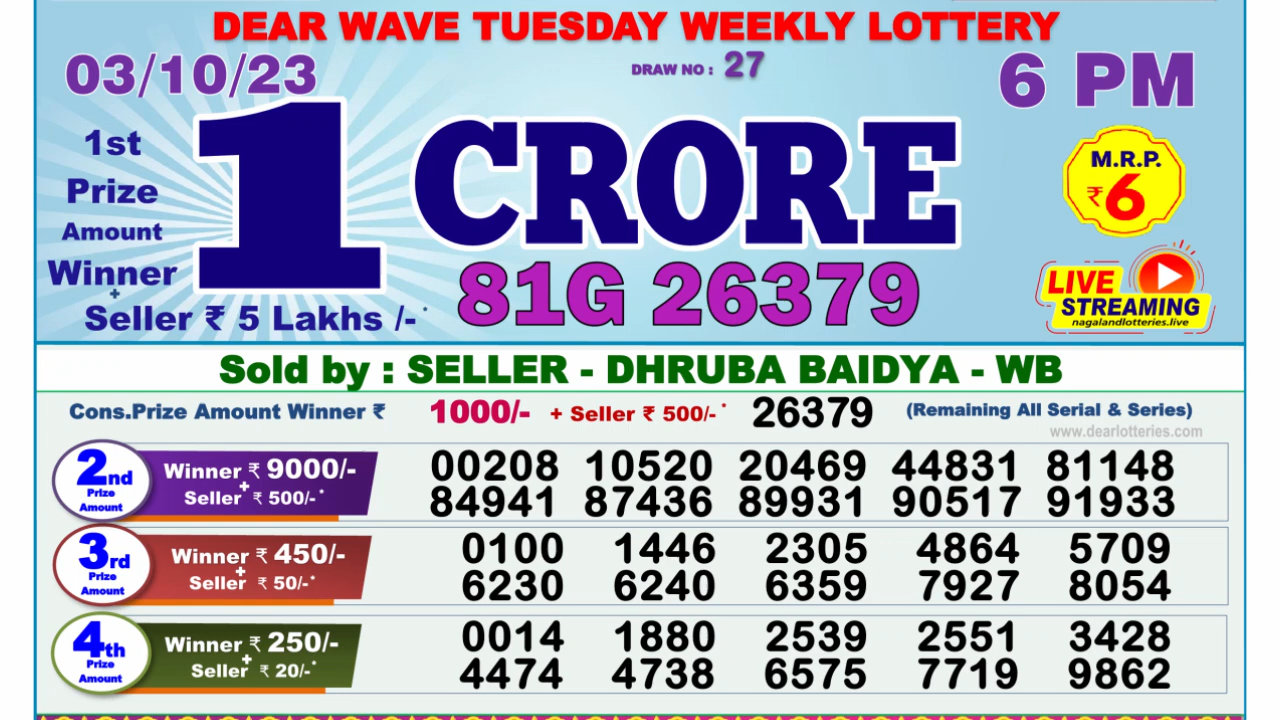 DEAR WAVE TUESDAY WEEKLY LOTTERY
03/10/23
DRAW NO : 27
6 PM
1st
Prize
Amount
Winner
+
Seller ₹ 5 Lakhs /-*
1 CRORE
81G 26379
M.R.P.
₹6
LIVE
STREAMING
nagalandlotteries.live
Sold by : SELLER - DHRUBA BAIDYA - WB
Cons.Prize Amount Winner ₹ 1000/- + Seller ₹ 500/-* 26379 (Remaining All Serial & Series)
www.dearlotteries.com
2nd
Prize
Amount
Winner ₹ 9000/-
+
Seller ₹ 500/-*
00208 10520 20469 44831 81148
84941 87436 89931 90517 91933
3rd
Prize
Amount
Winner ₹ 450/-
+
Seller ₹ 50/-*
0100 1446 2305 4864 5709
6230 6240 6359 7927 8054
4th
Prize
Amount
Winner ₹ 250/-
+
Seller ₹ 20/-*
0014 1880 2539 2551 3428
4474 4738 6575 7719 9862